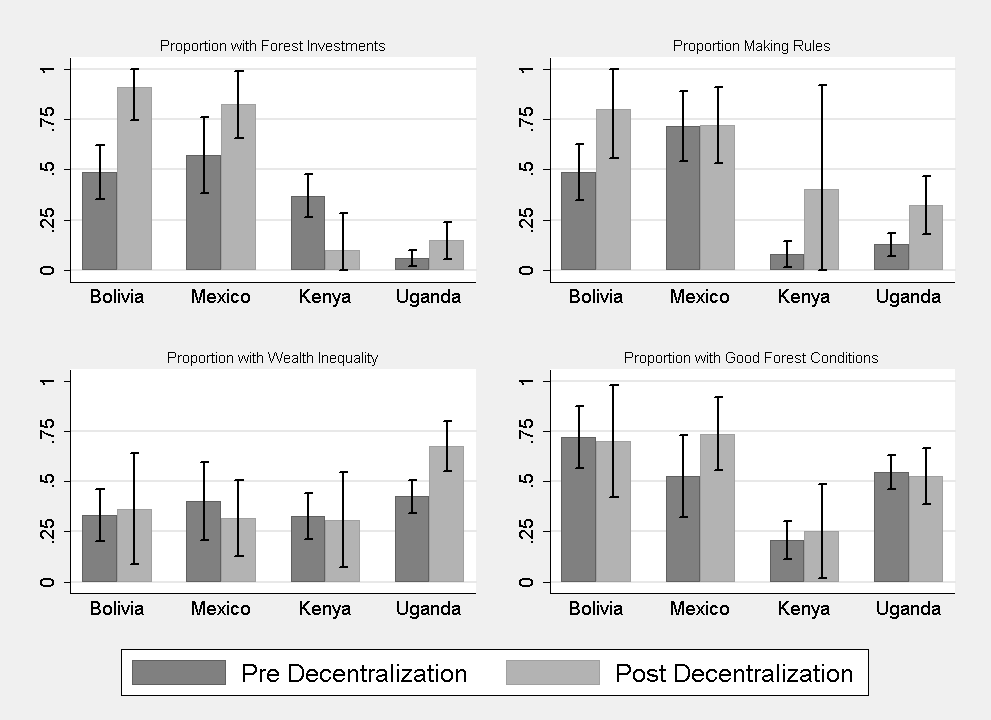 Proportion with Forest Investments
1
.75
.5
.25
0
Bolivia Mexico Kenya Uganda
Proportion Making Rules
1
.75
.5
.25
0
Bolivia Mexico Kenya Uganda
Proportion with Wealth Inequality
1
.75
.5
.25
0
Bolivia Mexico Kenya Uganda
Proportion with Good Forest Conditions
1
.75
.5
.25
0
Bolivia Mexico Kenya Uganda
Pre Decentralization Post Decentralization